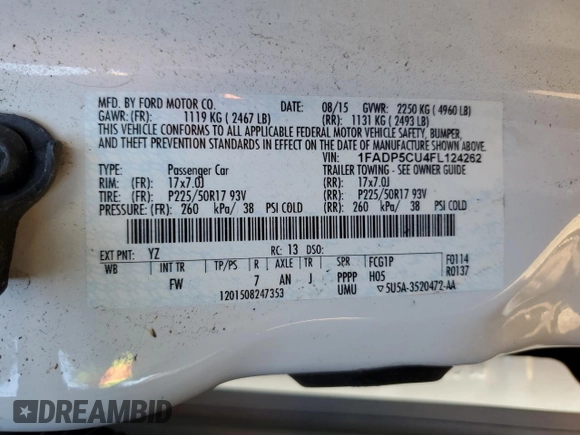 MFD. BY FORD MOTOR CO. DATE: 08/15 GVWR: 2250 KG ( 4960 LB)
GAWR: (FR): 1119 KG ( 2467 LB) (RR): 1131 KG ( 2493 LB)
THIS VEHICLE CONFORMS TO ALL APPLICABLE FEDERAL MOTOR VEHICLE SAFETY, BUMPER,
AND THEFT PREVENTION STANDARDS IN EFFECT ON THE DATE OF MANUFACTURE SHOWN ABOVE.
VIN: 1FADP5CU4FL124262
TYPE: Passenger Car TRAILER TOWING - SEE OWNER GUIDE
RIM: (FR): 17x7.0J (RR): 17x7.0J
TIRE: (FR): P225/50R17 93V (RR): P225/50R17 93V
PRESSURE: (FR): 260 kPa/ 38 PSI COLD (RR): 260 kPa/ 38 PSI COLD
EXT PNT: YZ RC: 13 DSO: F0114
WB INT TR TP/PS R AXLE TR SPR FCG1P R0137
FW 7 AN J PPPP H05
1201508247353 UMU ▽5U5A-3520472-AA
DREAMBID